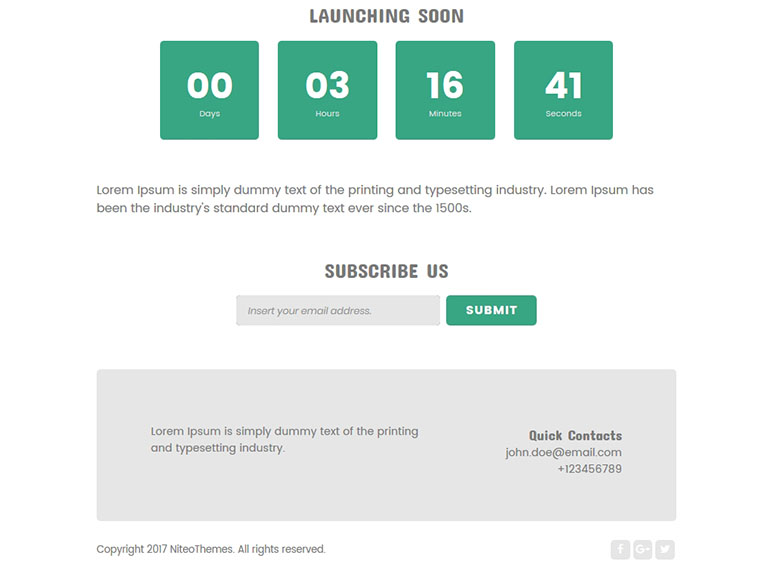 LAUNCHING SOON
00 03 16 41
Days Hours Minutes Seconds
Lorem Ipsum is simply dummy text of the printing and typesetting industry. Lorem Ipsum has
been the industry's standard dummy text ever since the 1500s.
SUBSCRIBE US
Insert your email address. SUBMIT
Lorem Ipsum is simply dummy text of the printing
and typesetting industry.
Quick Contacts
john.doe@email.com
+123456789
Copyright 2017 NiteoThemes. All rights reserved.
f G+